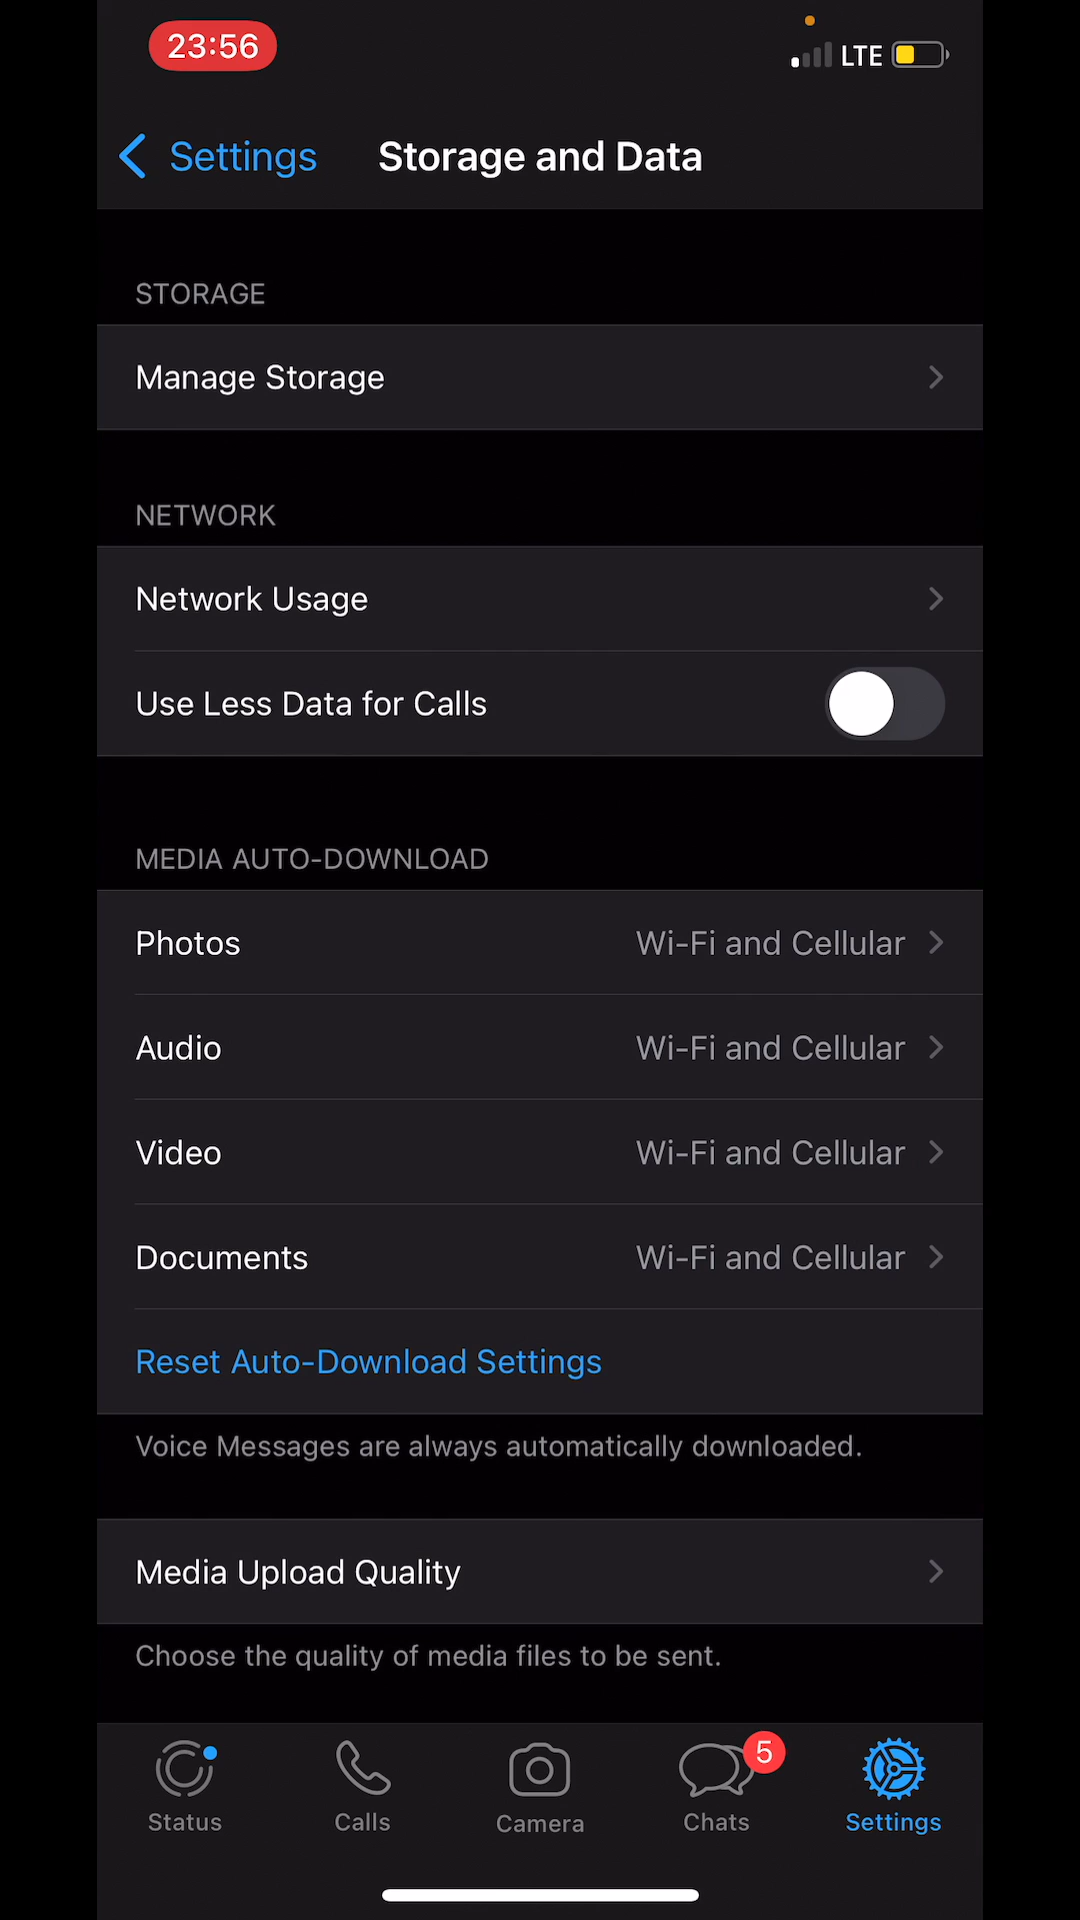 23:56
LTE
Settings
Storage and Data
STORAGE
Manage Storage
NETWORK
Network Usage
Use Less Data for Calls
MEDIA AUTO-DOWNLOAD
Photos Wi-Fi and Cellular
Audio Wi-Fi and Cellular
Video Wi-Fi and Cellular
Documents Wi-Fi and Cellular
Reset Auto-Download Settings
Voice Messages are always automatically downloaded.
Media Upload Quality
Choose the quality of media files to be sent.
5
Status Calls Camera Chats Settings